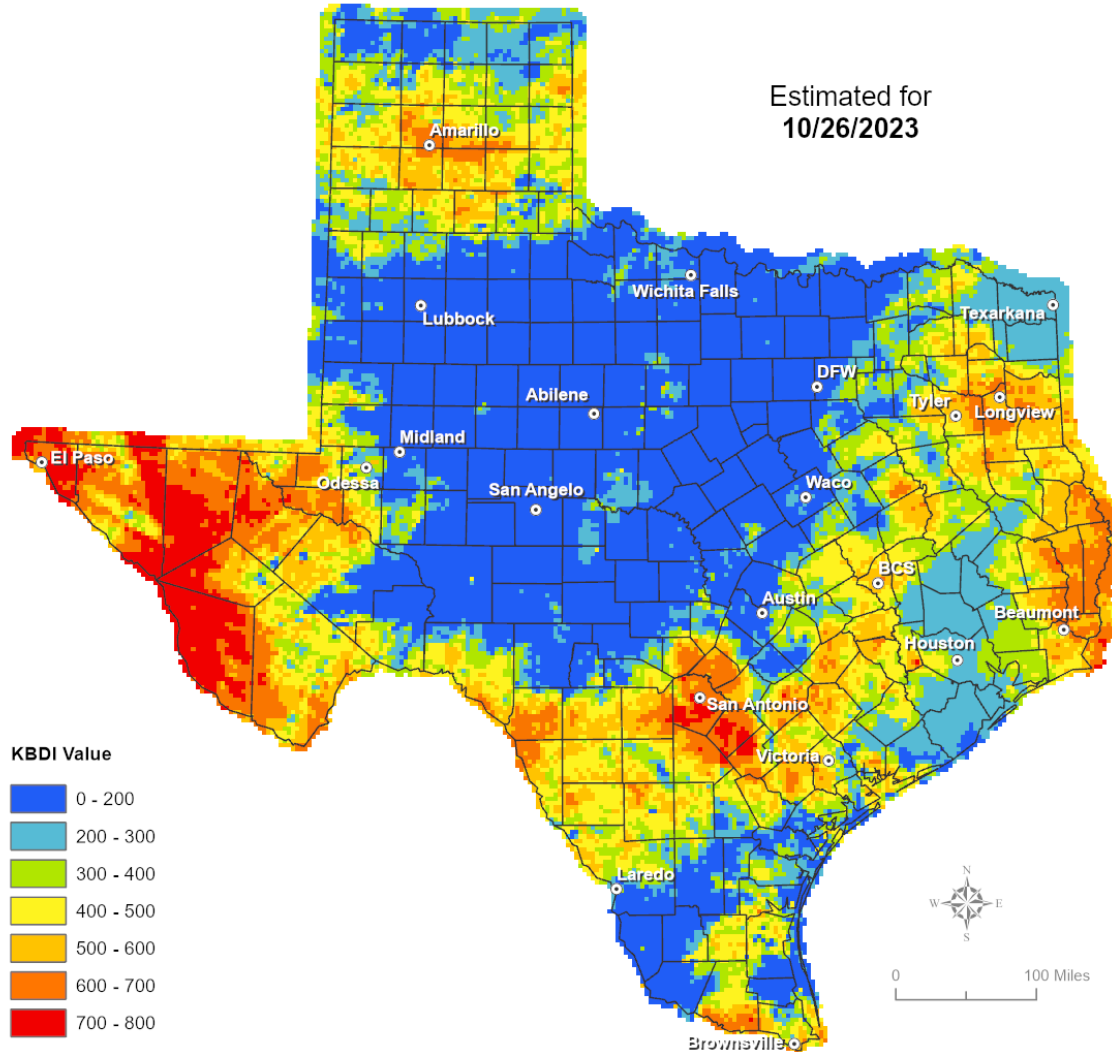 Estimated for
10/26/2023
Amarillo
Wichita Falls
Lubbock
Texarkana
DFW
Abilene
Tyler
Longview
Midland
El Paso
Odessa
San Angelo
Waco
BCS
Austin
Beaumont
Houston
San Antonio
Victoria
Laredo
Brownsville
KBDI Value
0 - 200
200 - 300
300 - 400
400 - 500
500 - 600
600 - 700
700 - 800
N
W E
S
0 100 Miles